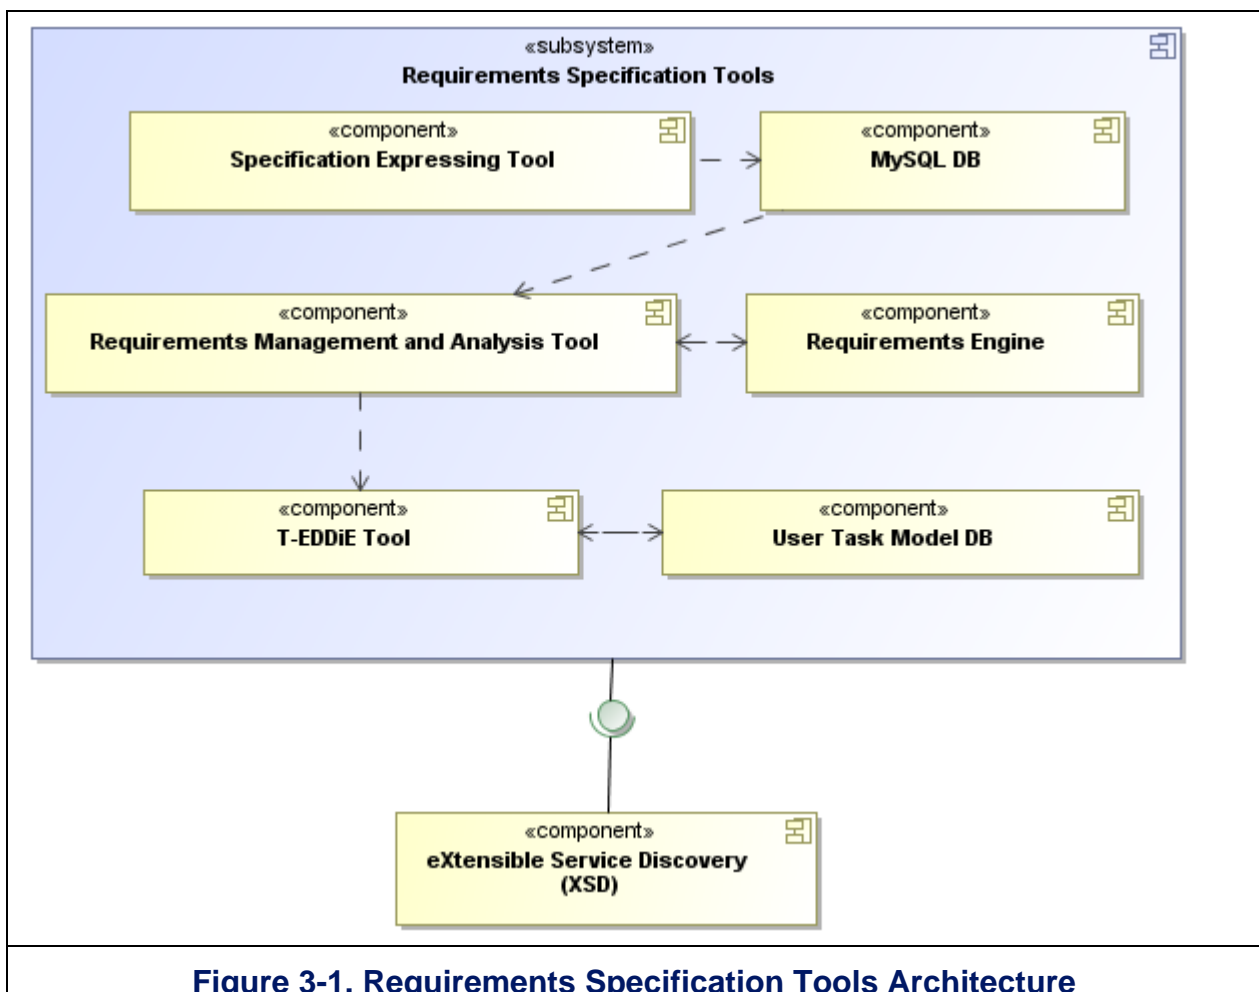 «subsystem»
Requirements Specification Tools
«component»
Specification Expressing Tool
«component»
MySQL DB
«component»
Requirements Management and Analysis Tool
«component»
Requirements Engine
«component»
T-EDDiE Tool
«component»
User Task Model DB
«component»
eXtensible Service Discovery
(XSD)
Figure 3-1. Requirements Specification Tools Architecture